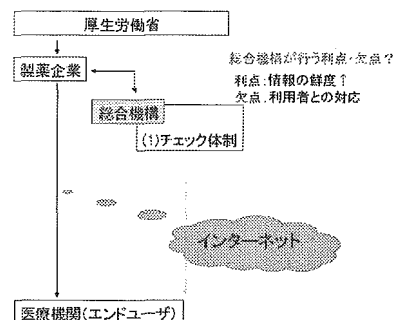 厚生労働省
総合機構が行う利点・欠点?
製薬企業
利点:情報の鮮度↑
欠点.利用者との対応
総合機構
(1)チェック体制
インターネット
医療機関(エンドユーザ)